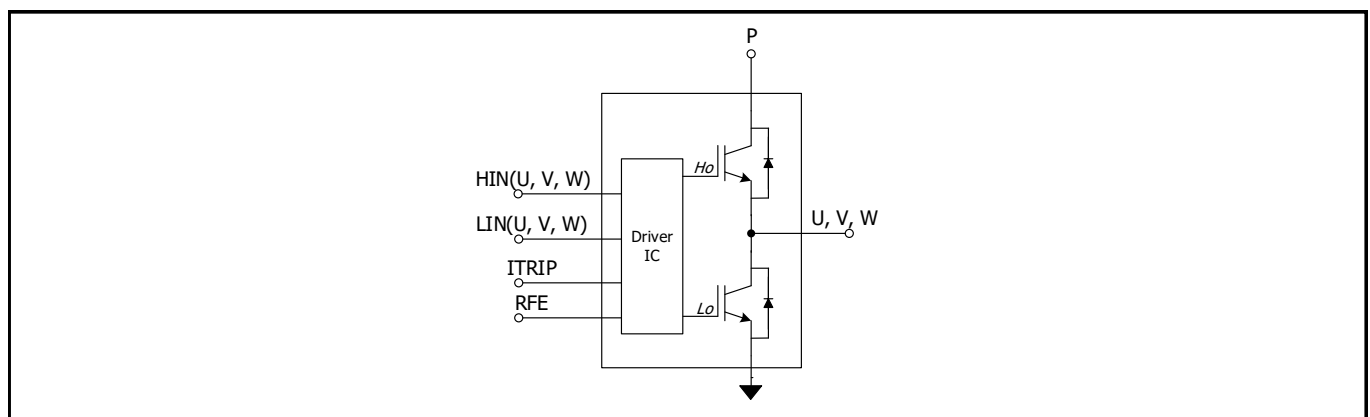 P
HIN(U, V, W)
Ho
U, V, W
LIN(U, V, W)
Driver
IC
ITRIP
RFE
Lo